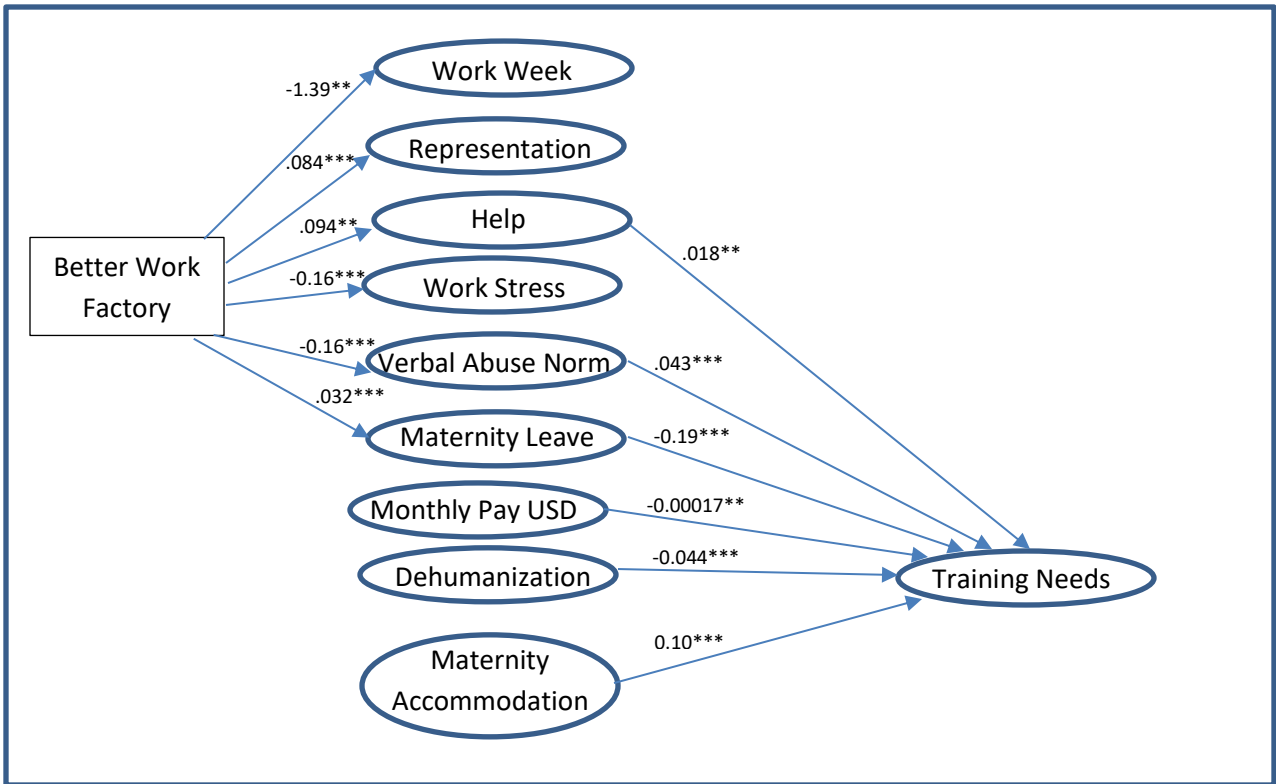 Work Week
-1.39**
Representation
.084***
Help
.094**
.018**
Better Work
Factory
-0.16***
Work Stress
-0.16***
Verbal Abuse Norm
.043***
.032***
Maternity Leave
-0.19***
Monthly Pay USD
-0.00017**
Dehumanization
-0.044***
Training Needs
0.10***
Maternity
Accommodation